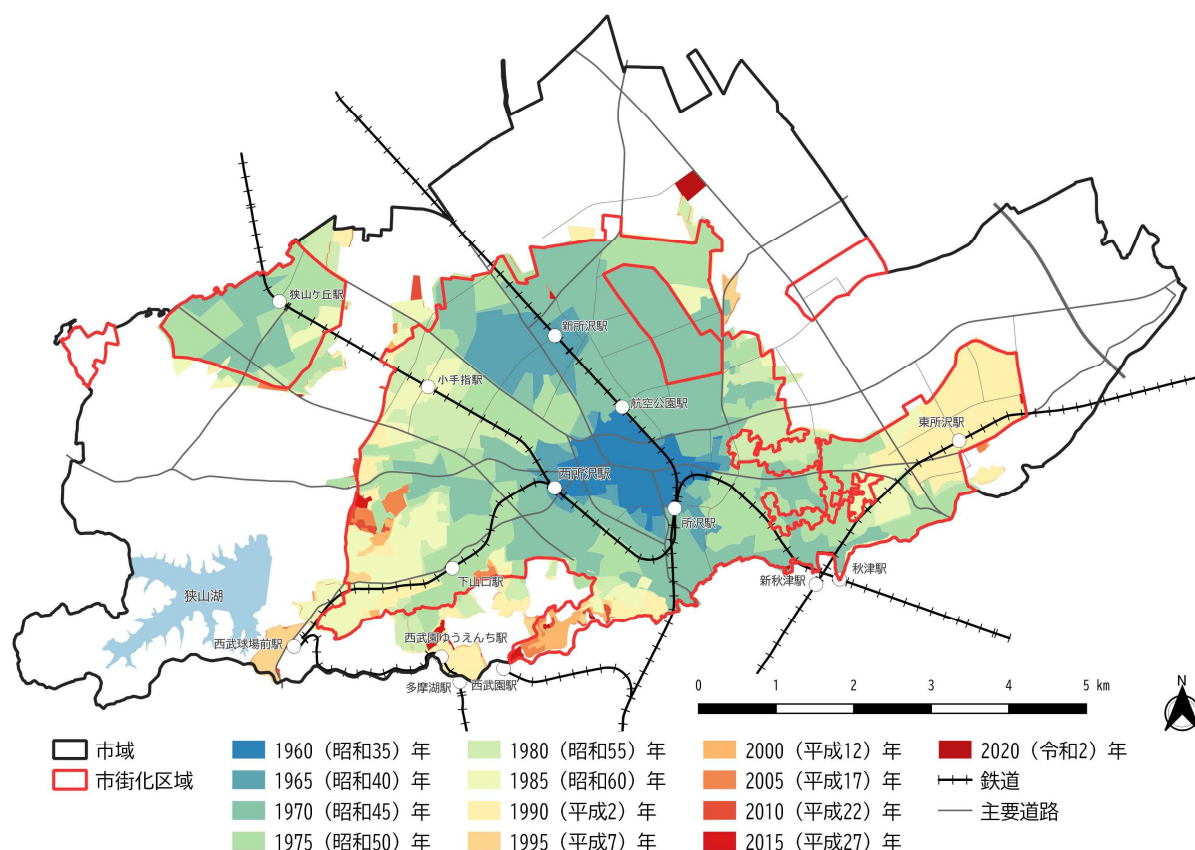 狭山ケ丘駅
新所沢駅
小手指駅
航空公園駅
東所沢駅
西所沢駅
所沢駅
下山口駅
新秋津駅
秋津駅
狭山湖
西武球場前駅
西武園ゆうえんち駅
多摩湖駅
西武園駅
0 1 2 3 4 5 km
N
市域
市街化区域
1960（昭和35）年
1965（昭和40）年
1970（昭和45）年
1975（昭和50）年
1980（昭和55）年
1985（昭和60）年
1990（平成2）年
1995（平成7）年
2000（平成12）年
2005（平成17）年
2010（平成22）年
2015（平成27）年
2020（令和2）年
鉄道
主要道路